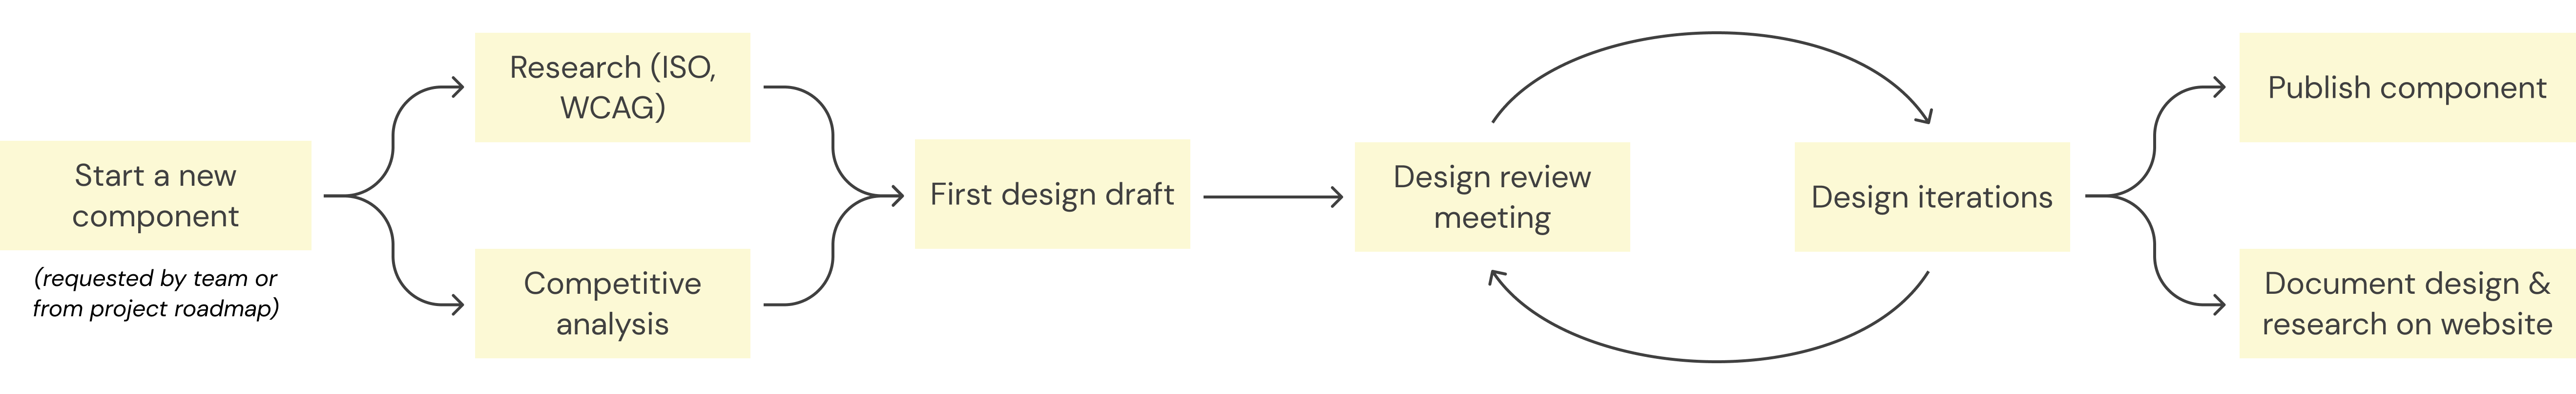 Start a new
component
(requested by team or
from project roadmap)
Research (ISO,
WCAG)
Competitive
analysis
First design draft
Design review
meeting
Design iterations
Publish component
Document design &
research on website